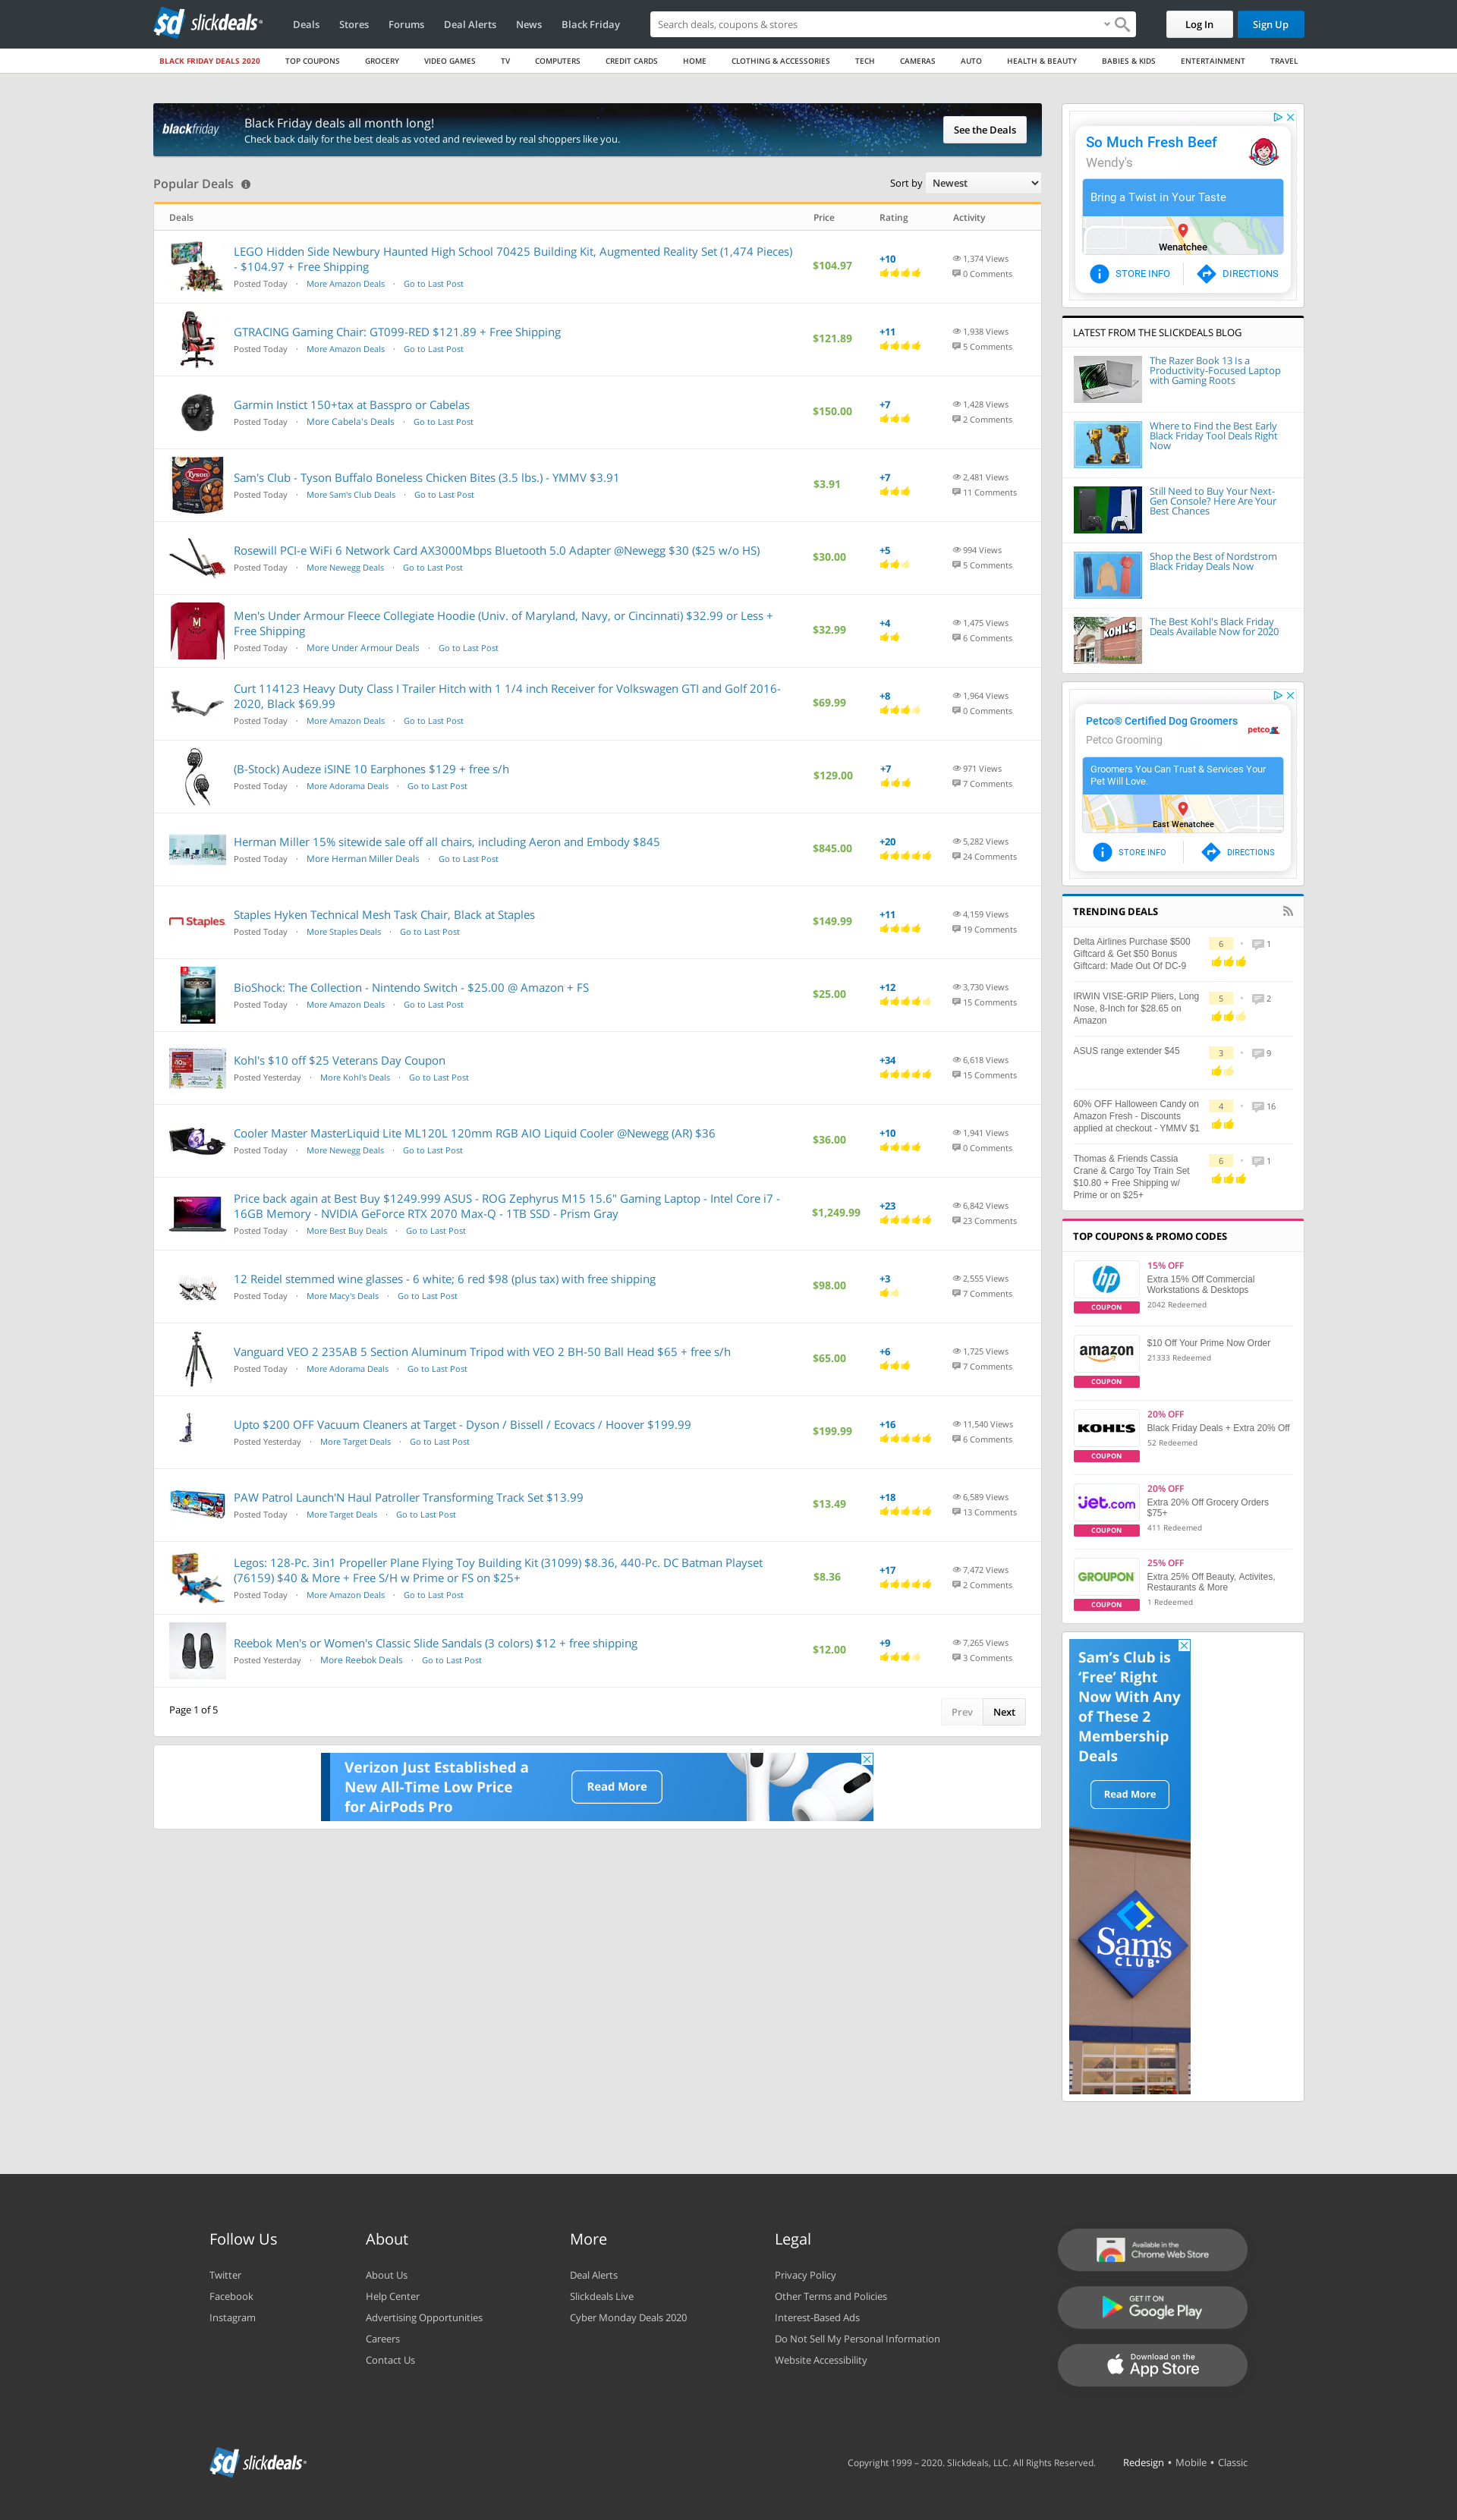 sd slickdeals
Deals Stores Forums Deal Alerts News Black Friday
Search deals, coupons & stores
Log In Sign Up
BLACK FRIDAY DEALS 2020 TOP COUPONS GROCERY VIDEO GAMES TV COMPUTERS CREDIT CARDS HOME CLOTHING & ACCESSORIES TECH CAMERAS AUTO HEALTH & BEAUTY BABIES & KIDS ENTERTAINMENT TRAVEL
blackfriday
Black Friday deals all month long!
Check back daily for the best deals as voted and reviewed by real shoppers like you.
See the Deals
Popular Deals
Sort by Newest
Deals Price Rating Activity
LEGO Hidden Side Newbury Haunted High School 70425 Building Kit, Augmented Reality Set (1,474 Pieces)
- $104.97 + Free Shipping
Posted Today · More Amazon Deals · Go to Last Post
$104.97
+10
1,374 Views
0 Comments
GTRACING Gaming Chair: GT099-RED $121.89 + Free Shipping
Posted Today · More Amazon Deals · Go to Last Post
$121.89
+11
1,938 Views
5 Comments
Garmin Instict 150+tax at Basspro or Cabelas
Posted Today · More Cabela's Deals · Go to Last Post
$150.00
+7
1,428 Views
2 Comments
Tyson
Sam's Club - Tyson Buffalo Boneless Chicken Bites (3.5 lbs.) - YMMV $3.91
Posted Today · More Sam's Club Deals · Go to Last Post
$3.91
+7
2,481 Views
11 Comments
Rosewill PCI-e WiFi 6 Network Card AX3000Mbps Bluetooth 5.0 Adapter @Newegg $30 ($25 w/o HS)
Posted Today · More Newegg Deals · Go to Last Post
$30.00
+5
994 Views
5 Comments
M
Men's Under Armour Fleece Collegiate Hoodie (Univ. of Maryland, Navy, or Cincinnati) $32.99 or Less +
Free Shipping
Posted Today · More Under Armour Deals · Go to Last Post
$32.99
+4
1,475 Views
6 Comments
Curt 114123 Heavy Duty Class I Trailer Hitch with 1 1/4 inch Receiver for Volkswagen GTI and Golf 2016-
2020, Black $69.99
Posted Today · More Amazon Deals · Go to Last Post
$69.99
+8
1,964 Views
0 Comments
(B-Stock) Audeze iSINE 10 Earphones $129 + free s/h
Posted Today · More Adorama Deals · Go to Last Post
$129.00
+7
971 Views
7 Comments
Herman Miller 15% sitewide sale off all chairs, including Aeron and Embody $845
Posted Today · More Herman Miller Deals · Go to Last Post
$845.00
+20
5,282 Views
24 Comments
Staples
Staples Hyken Technical Mesh Task Chair, Black at Staples
Posted Today · More Staples Deals · Go to Last Post
$149.99
+11
4,159 Views
19 Comments
BIOSHOCK
BioShock: The Collection - Nintendo Switch - $25.00 @ Amazon + FS
Posted Today · More Amazon Deals · Go to Last Post
$25.00
+12
3,730 Views
15 Comments
Kohl's $10 off $25 Veterans Day Coupon
Posted Yesterday · More Kohl's Deals · Go to Last Post
+34
6,618 Views
15 Comments
Cooler Master MasterLiquid Lite ML120L 120mm RGB AIO Liquid Cooler @Newegg (AR) $36
Posted Today · More Newegg Deals · Go to Last Post
$36.00
+10
1,941 Views
0 Comments
Price back again at Best Buy $1249.999 ASUS - ROG Zephyrus M15 15.6" Gaming Laptop - Intel Core i7 -
16GB Memory - NVIDIA GeForce RTX 2070 Max-Q - 1TB SSD - Prism Gray
Posted Today · More Best Buy Deals · Go to Last Post
$1,249.99
+23
6,842 Views
23 Comments
12 Reidel stemmed wine glasses - 6 white; 6 red $98 (plus tax) with free shipping
Posted Today · More Macy's Deals · Go to Last Post
$98.00
+3
2,555 Views
7 Comments
Vanguard VEO 2 235AB 5 Section Aluminum Tripod with VEO 2 BH-50 Ball Head $65 + free s/h
Posted Today · More Adorama Deals · Go to Last Post
$65.00
+6
1,725 Views
7 Comments
Upto $200 OFF Vacuum Cleaners at Target - Dyson / Bissell / Ecovacs / Hoover $199.99
Posted Yesterday · More Target Deals · Go to Last Post
$199.99
+16
11,540 Views
6 Comments
PAW Patrol Launch'N Haul Patroller Transforming Track Set $13.99
Posted Today · More Target Deals · Go to Last Post
$13.49
+18
6,589 Views
13 Comments
Legos: 128-Pc. 3in1 Propeller Plane Flying Toy Building Kit (31099) $8.36, 440-Pc. DC Batman Playset
(76159) $40 & More + Free S/H w Prime or FS on $25+
Posted Today · More Amazon Deals · Go to Last Post
$8.36
+17
7,472 Views
2 Comments
Reebok Men's or Women's Classic Slide Sandals (3 colors) $12 + free shipping
Posted Yesterday · More Reebok Deals · Go to Last Post
$12.00
+9
7,265 Views
3 Comments
Page 1 of 5
Prev Next
Verizon Just Established a
New All-Time Low Price
for AirPods Pro
Read More
So Much Fresh Beef
Wendy's
Bring a Twist in Your Taste
Wenatchee
STORE INFO DIRECTIONS
LATEST FROM THE SLICKDEALS BLOG
The Razer Book 13 Is a
Productivity-Focused Laptop
with Gaming Roots
Where to Find the Best Early
Black Friday Tool Deals Right
Now
Still Need to Buy Your Next-
Gen Console? Here Are Your
Best Chances
Shop the Best of Nordstrom
Black Friday Deals Now
KOHL'S
The Best Kohl's Black Friday
Deals Available Now for 2020
Petco® Certified Dog Groomers
Petco Grooming
petco
Groomers You Can Trust & Services Your
Pet Will Love.
East Wenatchee
STORE INFO DIRECTIONS
TRENDING DEALS
Delta Airlines Purchase $500
Giftcard & Get $50 Bonus
Giftcard: Made Out Of DC-9
6 · 1
IRWIN VISE-GRIP Pliers, Long
Nose, 8-Inch for $28.65 on
Amazon
5 · 2
ASUS range extender $45
3 · 9
60% OFF Halloween Candy on
Amazon Fresh - Discounts
applied at checkout - YMMV $1
4 · 16
Thomas & Friends Cassia
Crane & Cargo Toy Train Set
$10.80 + Free Shipping w/
Prime or on $25+
6 · 1
TOP COUPONS & PROMO CODES
hp
COUPON
15% OFF
Extra 15% Off Commercial
Workstations & Desktops
2042 Redeemed
amazon
COUPON
$10 Off Your Prime Now Order
21333 Redeemed
KOHL'S
COUPON
20% OFF
Black Friday Deals + Extra 20% Off
52 Redeemed
jet.com
COUPON
20% OFF
Extra 20% Off Grocery Orders
$75+
411 Redeemed
GROUPON
COUPON
25% OFF
Extra 25% Off Beauty, Activites,
Restaurants & More
1 Redeemed
Sam's Club is
'Free' Right
Now With Any
of These 2
Membership
Deals
Read More
Sam's
CLUB
Follow Us
Twitter
Facebook
Instagram
About
About Us
Help Center
Advertising Opportunities
Careers
Contact Us
More
Deal Alerts
Slickdeals Live
Cyber Monday Deals 2020
Legal
Privacy Policy
Other Terms and Policies
Interest-Based Ads
Do Not Sell My Personal Information
Website Accessibility
Available in the
Chrome Web Store
GET IT ON
Google Play
Download on the
App Store
sd slickdeals
Copyright 1999 – 2020. Slickdeals, LLC. All Rights Reserved.
Redesign • Mobile • Classic